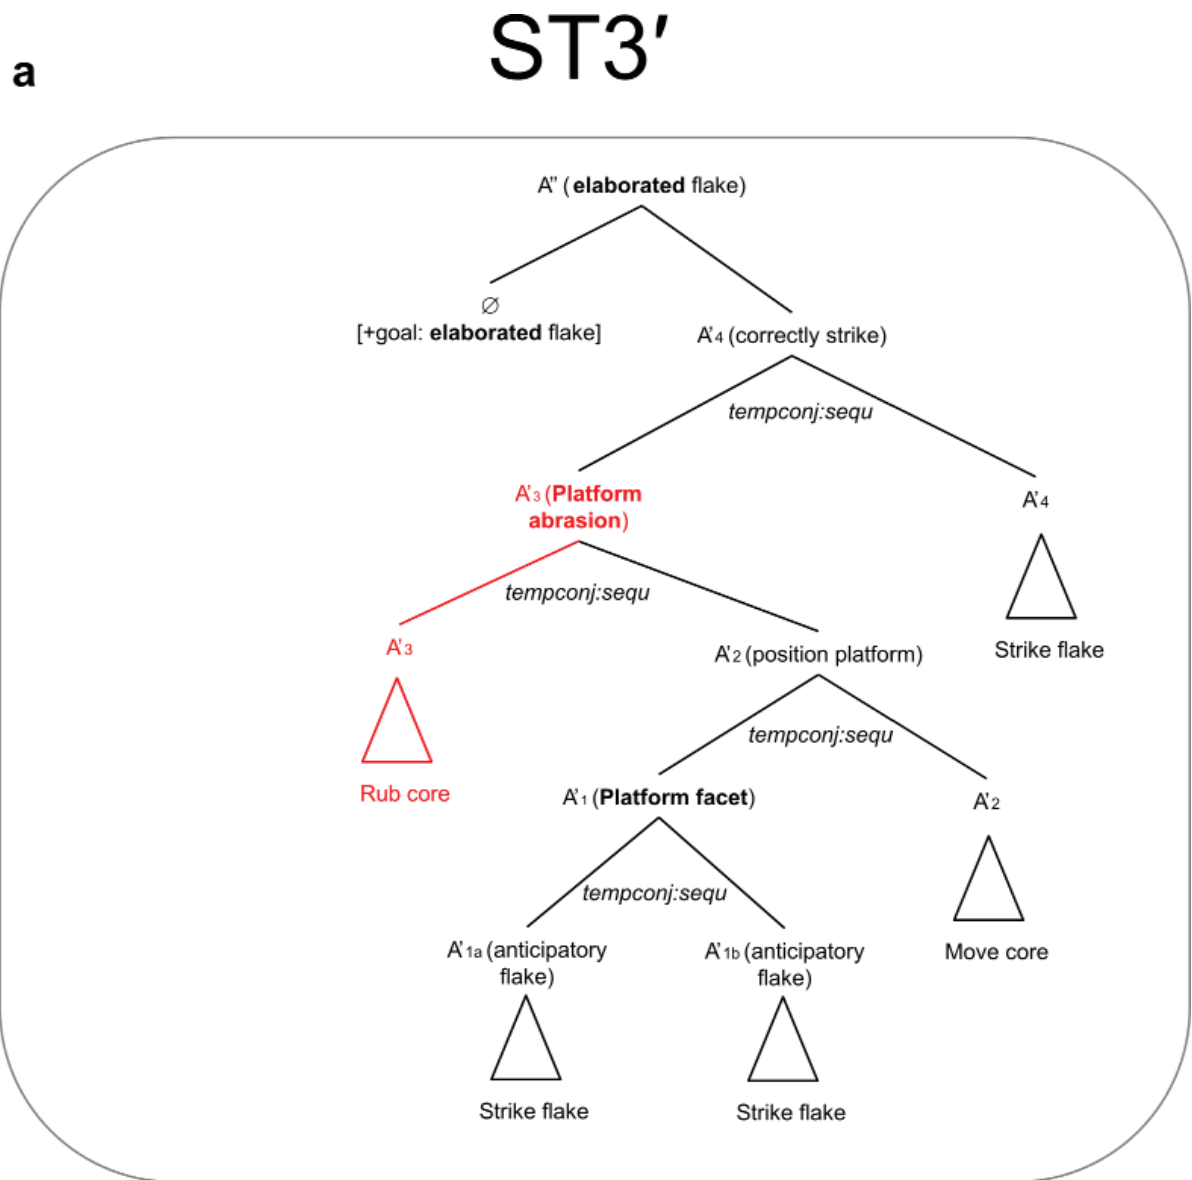 ST3′
a
A” (elaborated flake)
∅
[+goal: elaborated flake]
A’4 (correctly strike)
tempconj:sequ
A’3 (Platform
abrasion)
A’4
tempconj:sequ
Strike flake
A’3
A’2 (position platform)
tempconj:sequ
Rub core
A’1 (Platform facet)
A’2
tempconj:sequ
A’1a (anticipatory
flake)
A’1b (anticipatory
flake)
Move core
Strike flake
Strike flake